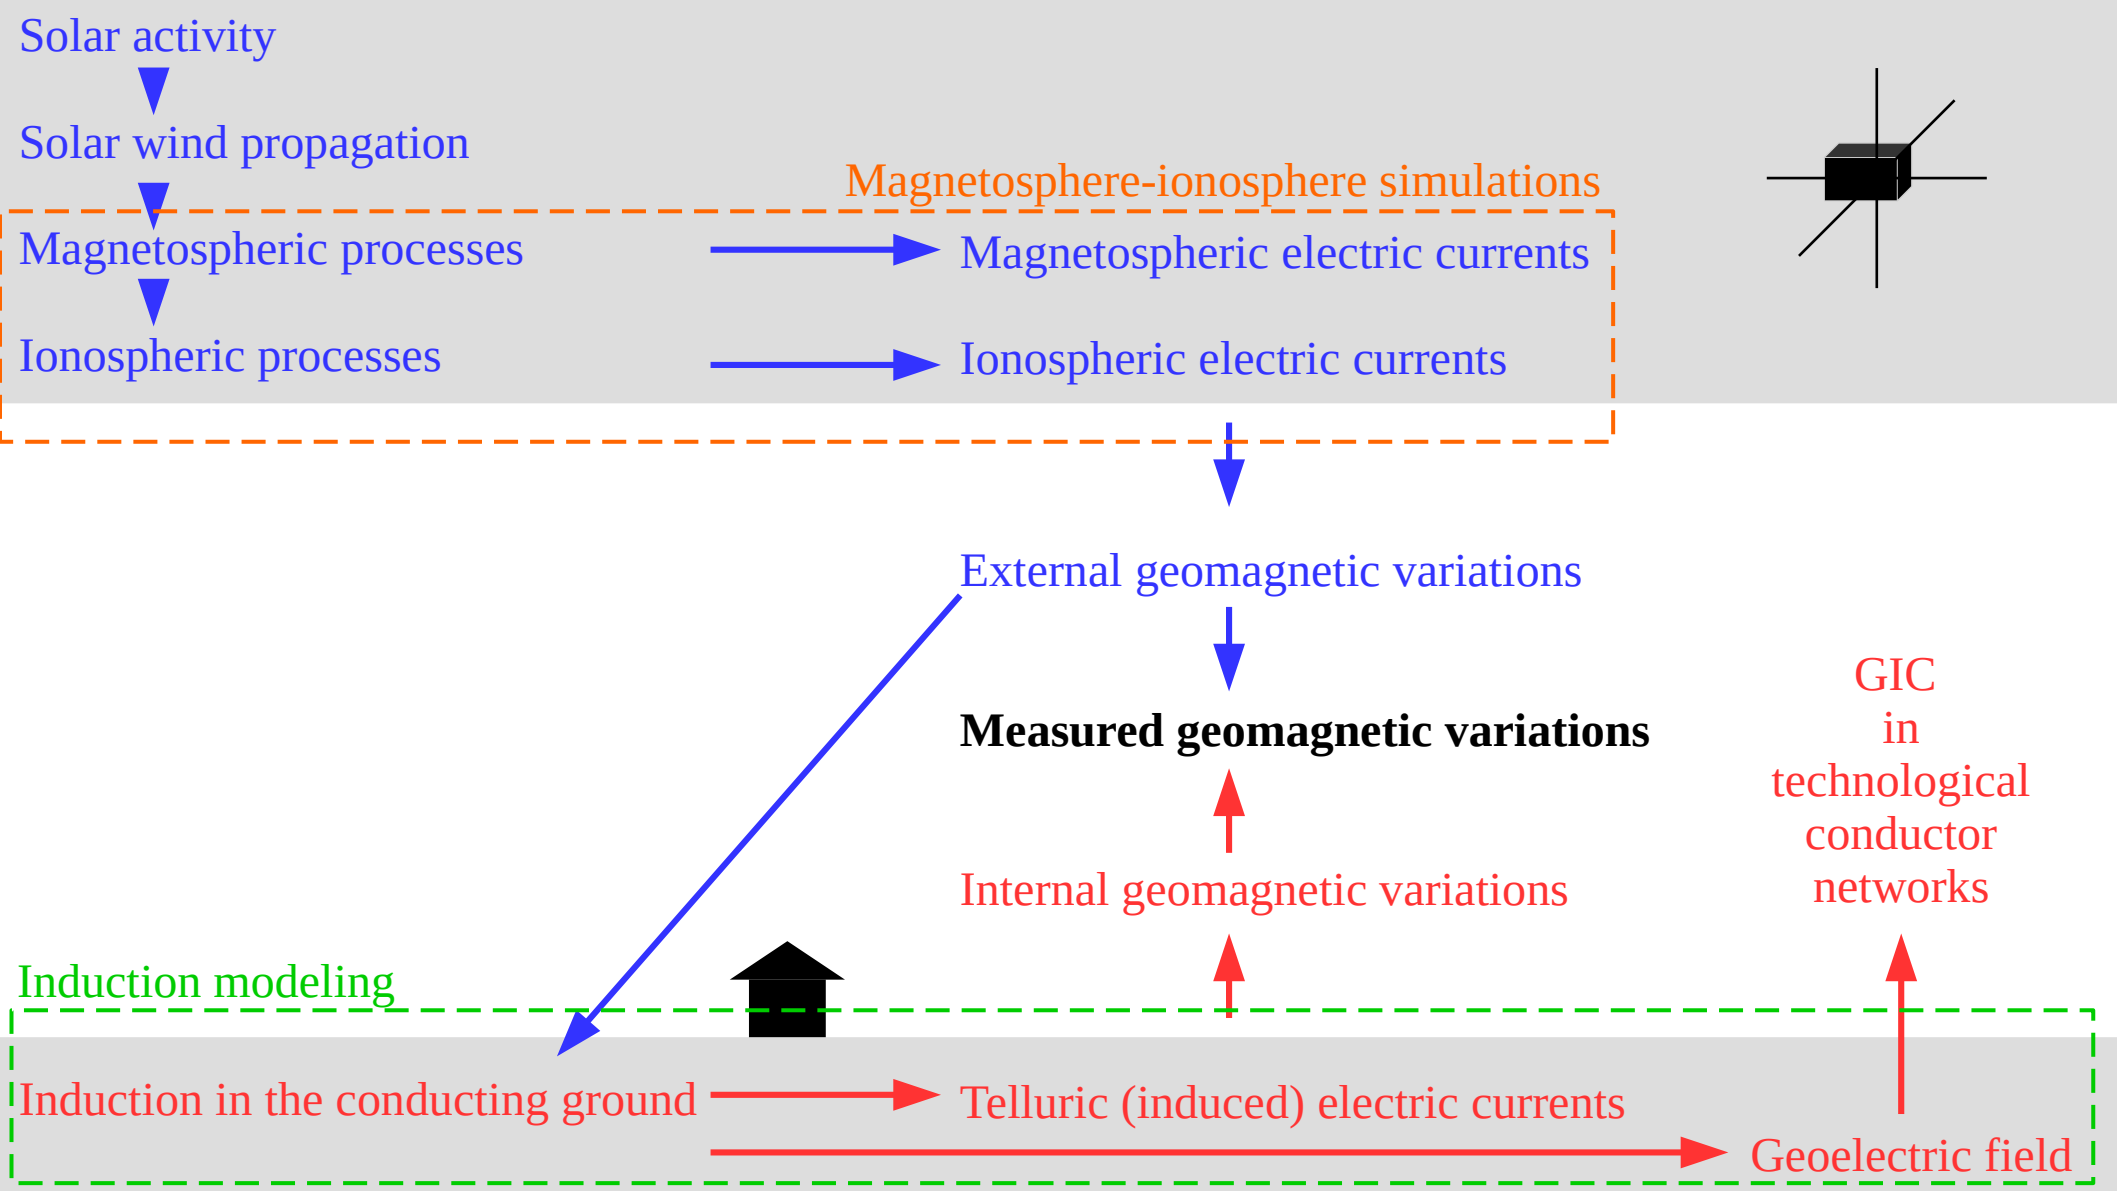 Solar activity
Solar wind propagation
Magnetosphere-ionosphere simulations
Magnetospheric processes
Magnetospheric electric currents
Ionospheric processes
Ionospheric electric currents
External geomagnetic variations
Measured geomagnetic variations
Internal geomagnetic variations
GIC
in
technological
conductor
networks
Induction modeling
Induction in the conducting ground
Telluric (induced) electric currents
Geoelectric field